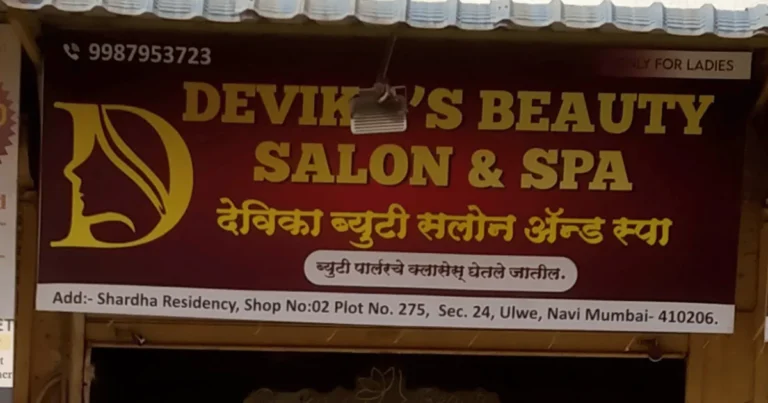 9987953723
FOR LADIES
BEAUTY
SALON & SPA
देविका ब्युटी सलोन ॲन्ड स्पा
ब्युटी पार्लरचे क्लासेस् घेतले जातील.
Add:- Shardha Residency, Shop No:02 Plot No. 275, Sec. 24, Ulwe, Navi Mumbai- 410206.